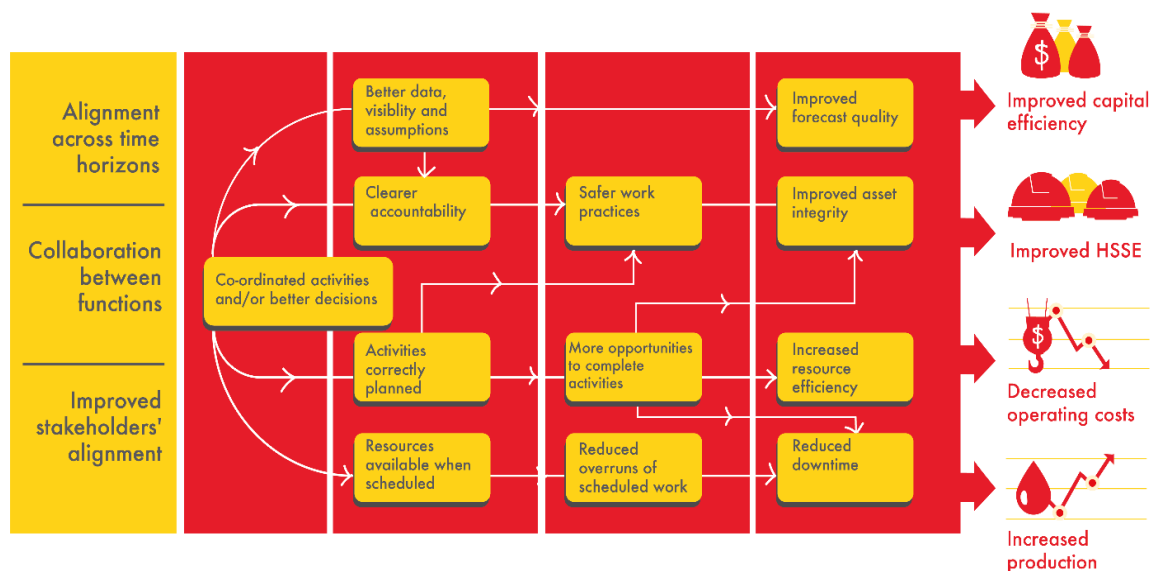 Alignment
across time
horizons
Collaboration
between
functions
Improved
stakeholders'
alignment
Co-ordinated activities
and/or better decisions
Better data,
visiblity and
assumptions
Clearer
accountability
Activities
correctly
planned
Resources
available when
scheduled
Safer work
practices
More opportunities
to complete
activities
Reduced
overruns of
scheduled work
Improved
forecast quality
Improved asset
integrity
Increased
resource
efficiency
Reduced
downtime
$
Improved capital
efficiency
Improved HSSE
$
Decreased
operating costs
Increased
production